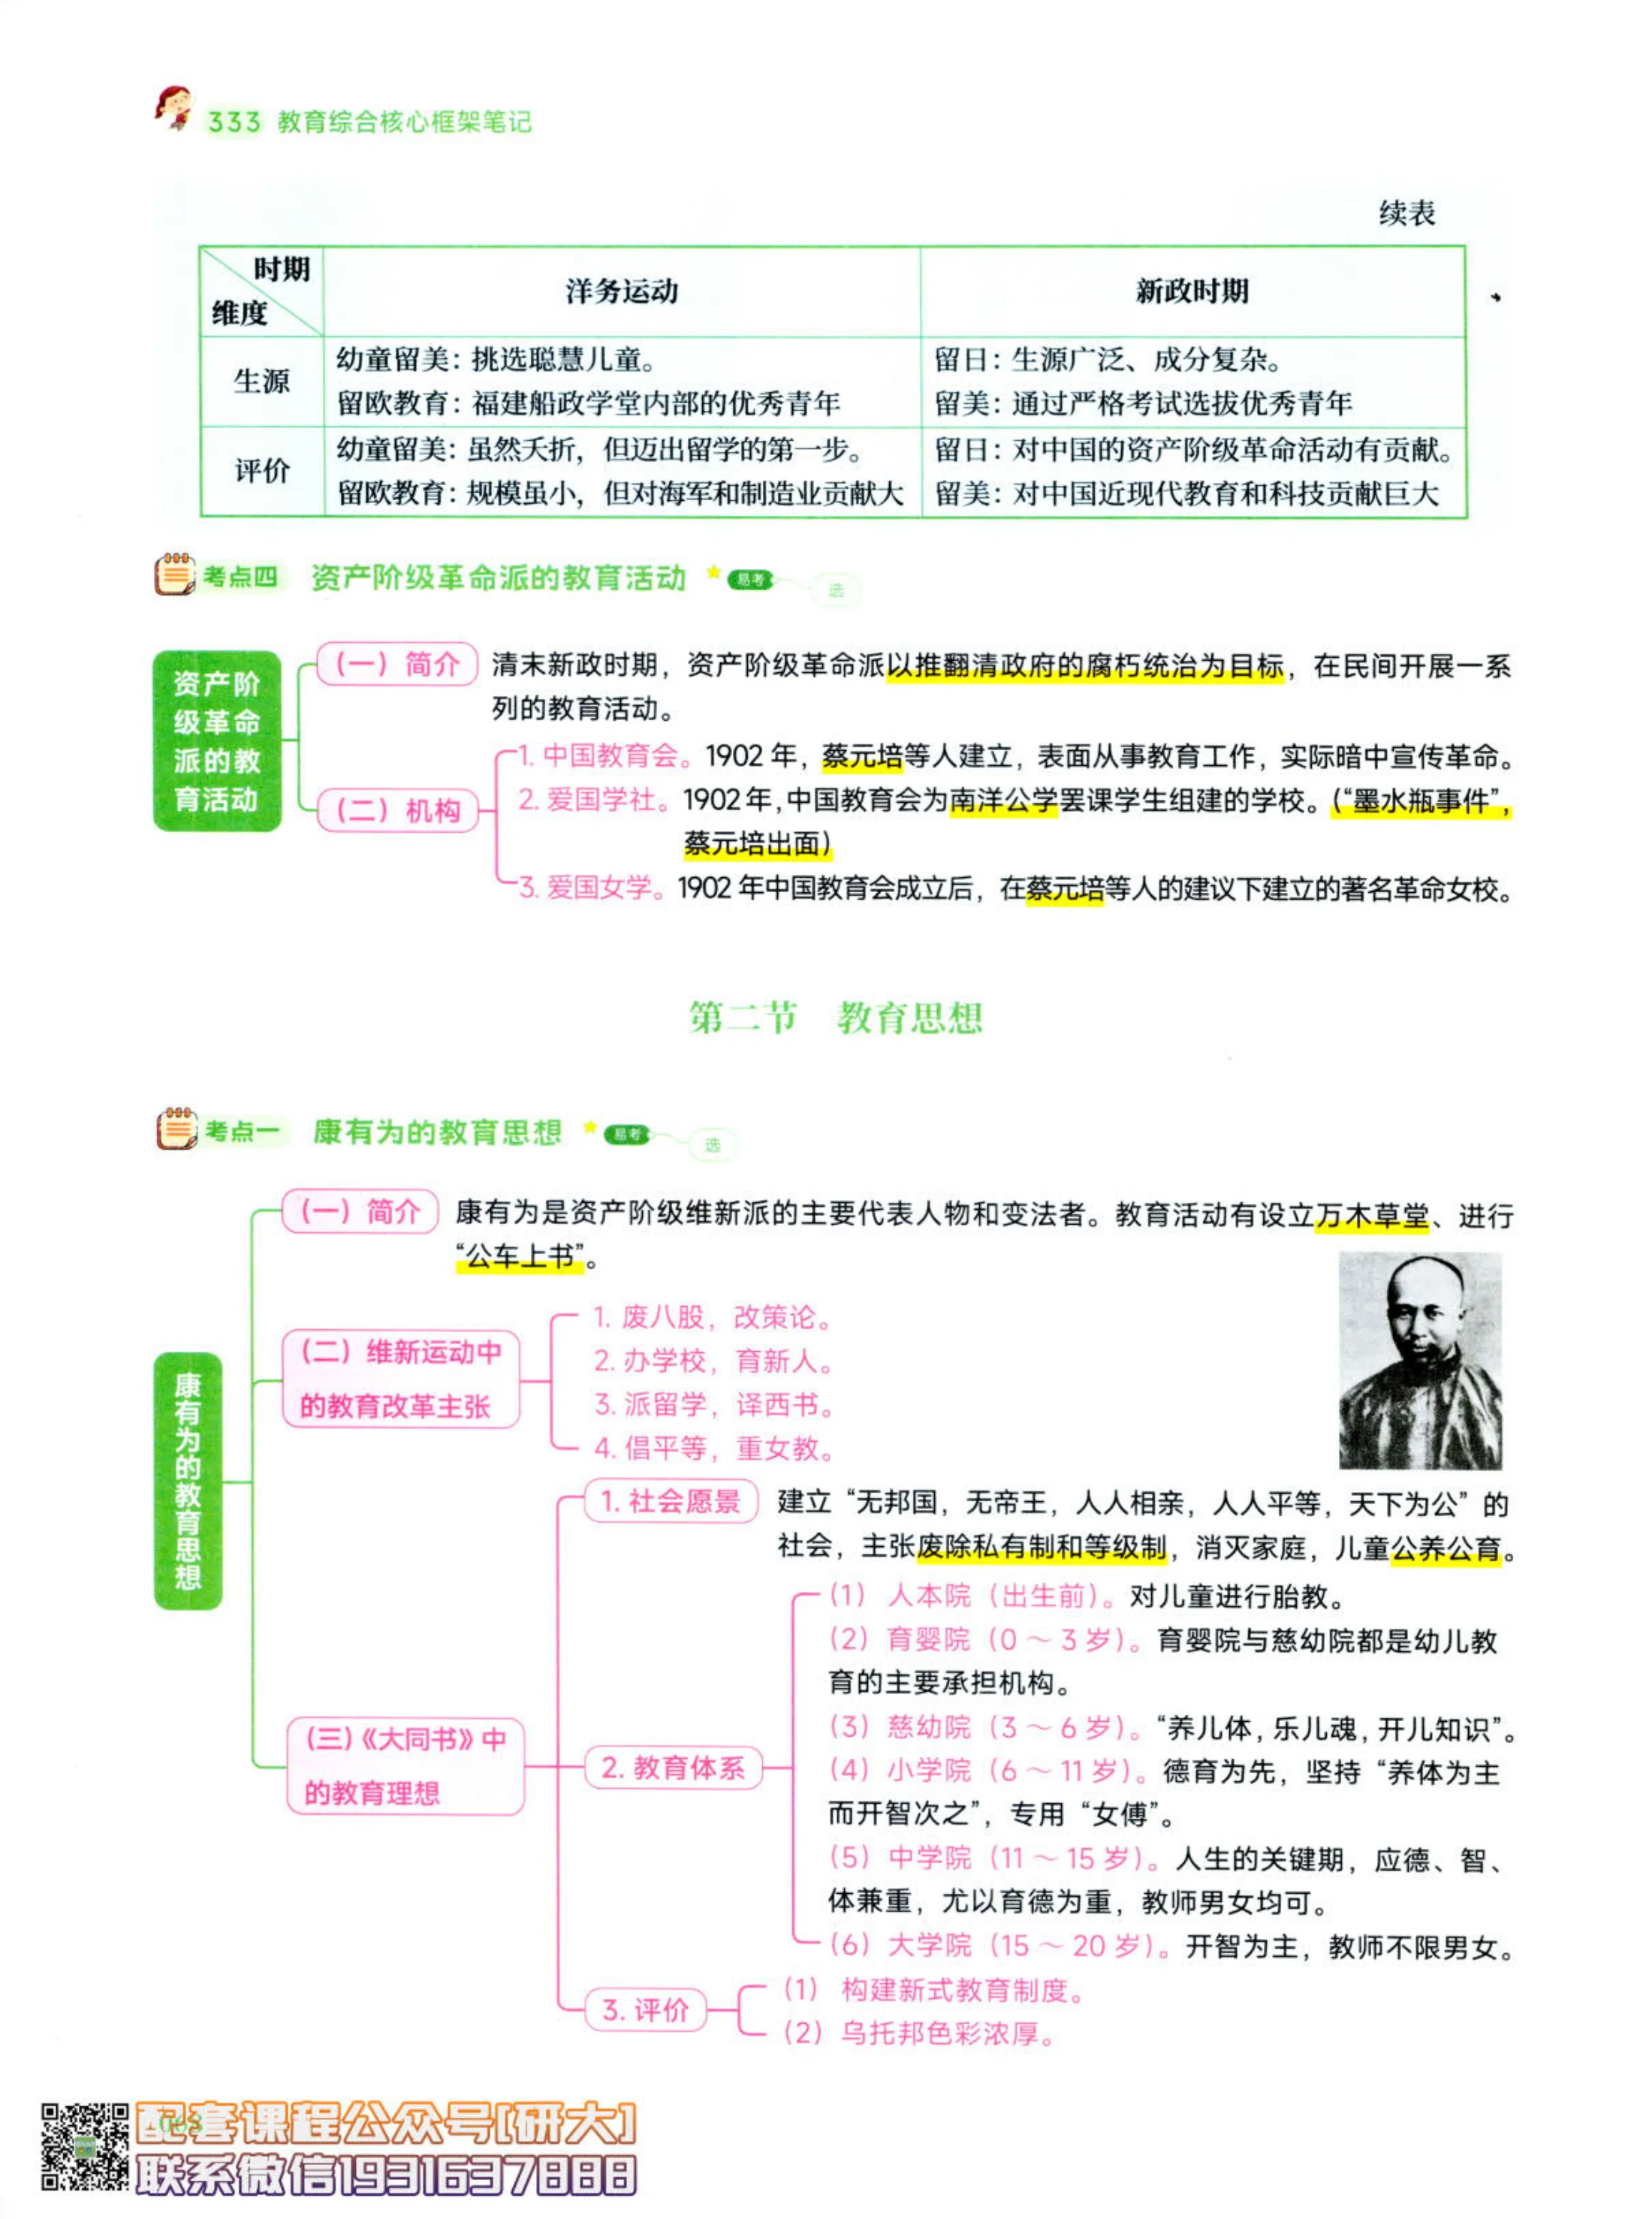 333 教育综合核心框架笔记
续表
时期
维度
洋务运动
新政时期
生源
幼童留美：挑选聪慧儿童。
留欧教育：福建船政学堂内部的优秀青年
留日：生源广泛、成分复杂。
留美：通过严格考试选拔优秀青年
评价
幼童留美：虽然夭折，但迈出留学的第一步。
留欧教育：规模虽小，但对海军和制造业贡献大
留日：对中国的资产阶级革命活动有贡献。
留美：对中国近现代教育和科技贡献巨大
考点四 资产阶级革命派的教育活动 易考 选
资产阶
级革命
派的教
育活动
（一）简介
清末新政时期，资产阶级革命派以推翻清政府的腐朽统治为目标，在民间开展一系
列的教育活动。
（二）机构
1. 中国教育会。1902 年，蔡元培等人建立，表面从事教育工作，实际暗中宣传革命。
2. 爱国学社。1902年，中国教育会为南洋公学罢课学生组建的学校。（“墨水瓶事件”，
蔡元培出面）
3. 爱国女学。1902 年中国教育会成立后，在蔡元培等人的建议下建立的著名革命女校。
第二节 教育思想
考点一 康有为的教育思想 易考 选
康有为的教育思想
（一）简介
康有为是资产阶级维新派的主要代表人物和变法者。教育活动有设立万木草堂、进行
“公车上书”。
（二）维新运动中
的教育改革主张
1. 废八股，改策论。
2. 办学校，育新人。
3. 派留学，译西书。
4. 倡平等，重女教。
（三）《大同书》中
的教育理想
1. 社会愿景
建立“无邦国，无帝王，人人相亲，人人平等，天下为公”的
社会，主张废除私有制和等级制，消灭家庭，儿童公养公育。
2. 教育体系
（1）人本院（出生前）。对儿童进行胎教。
（2）育婴院（0～3岁）。育婴院与慈幼院都是幼儿教
育的主要承担机构。
（3）慈幼院（3～6岁）。“养儿体，乐儿魂，开儿知识”。
（4）小学院（6～11岁）。德育为先，坚持“养体为主
而开智次之”，专用“女傅”。
（5）中学院（11～15岁）。人生的关键期，应德、智、
体兼重，尤以育德为重，教师男女均可。
（6）大学院（15～20岁）。开智为主，教师不限男女。
3. 评价
（1）构建新式教育制度。
（2）乌托邦色彩浓厚。
配套课程公众号[研大]
联系微信1931637888